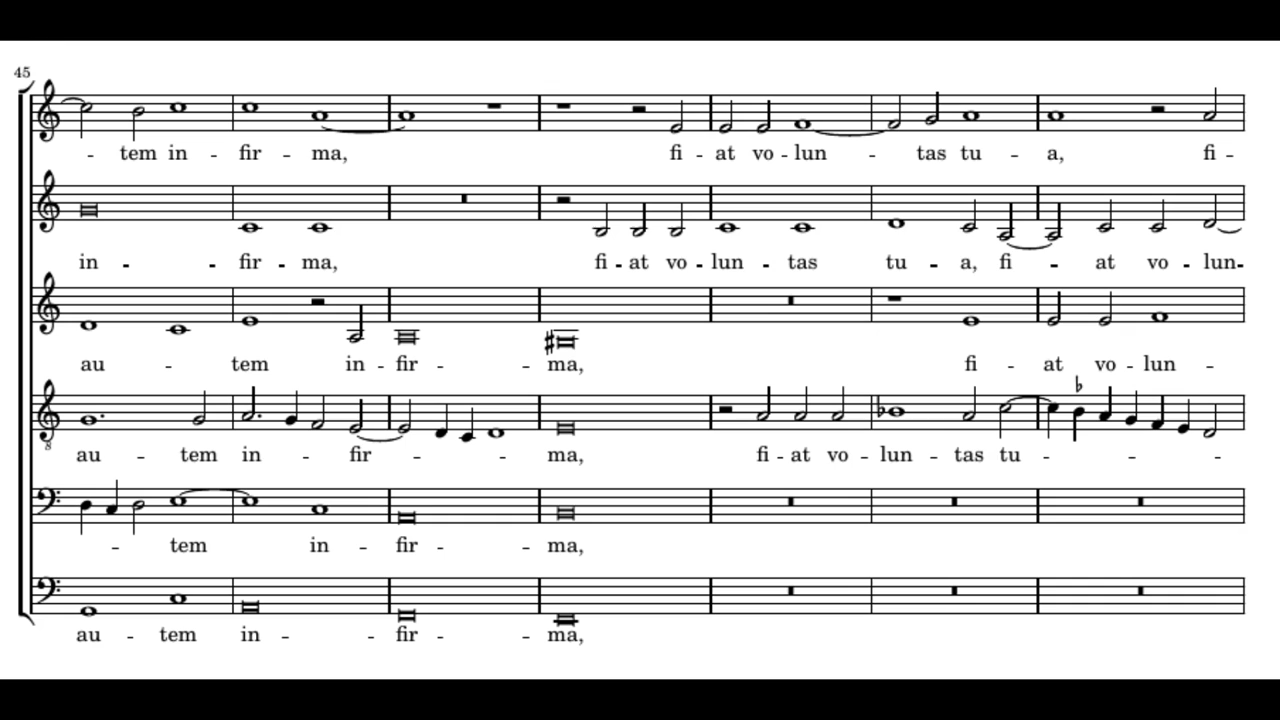 45
- tem in - fir - ma, fi - at vo - lun - tas tu - a, fi -
in - - fir - ma, fi - at vo - lun - tas tu - a, fi - at vo - lun -
au - tem in - fir - ma, fi - at vo - lun -
8
au - tem in - fir - - - ma, fi - at vo - lun - tas tu - - - -
- tem in - fir - - ma,
au - tem in - - fir - - ma,